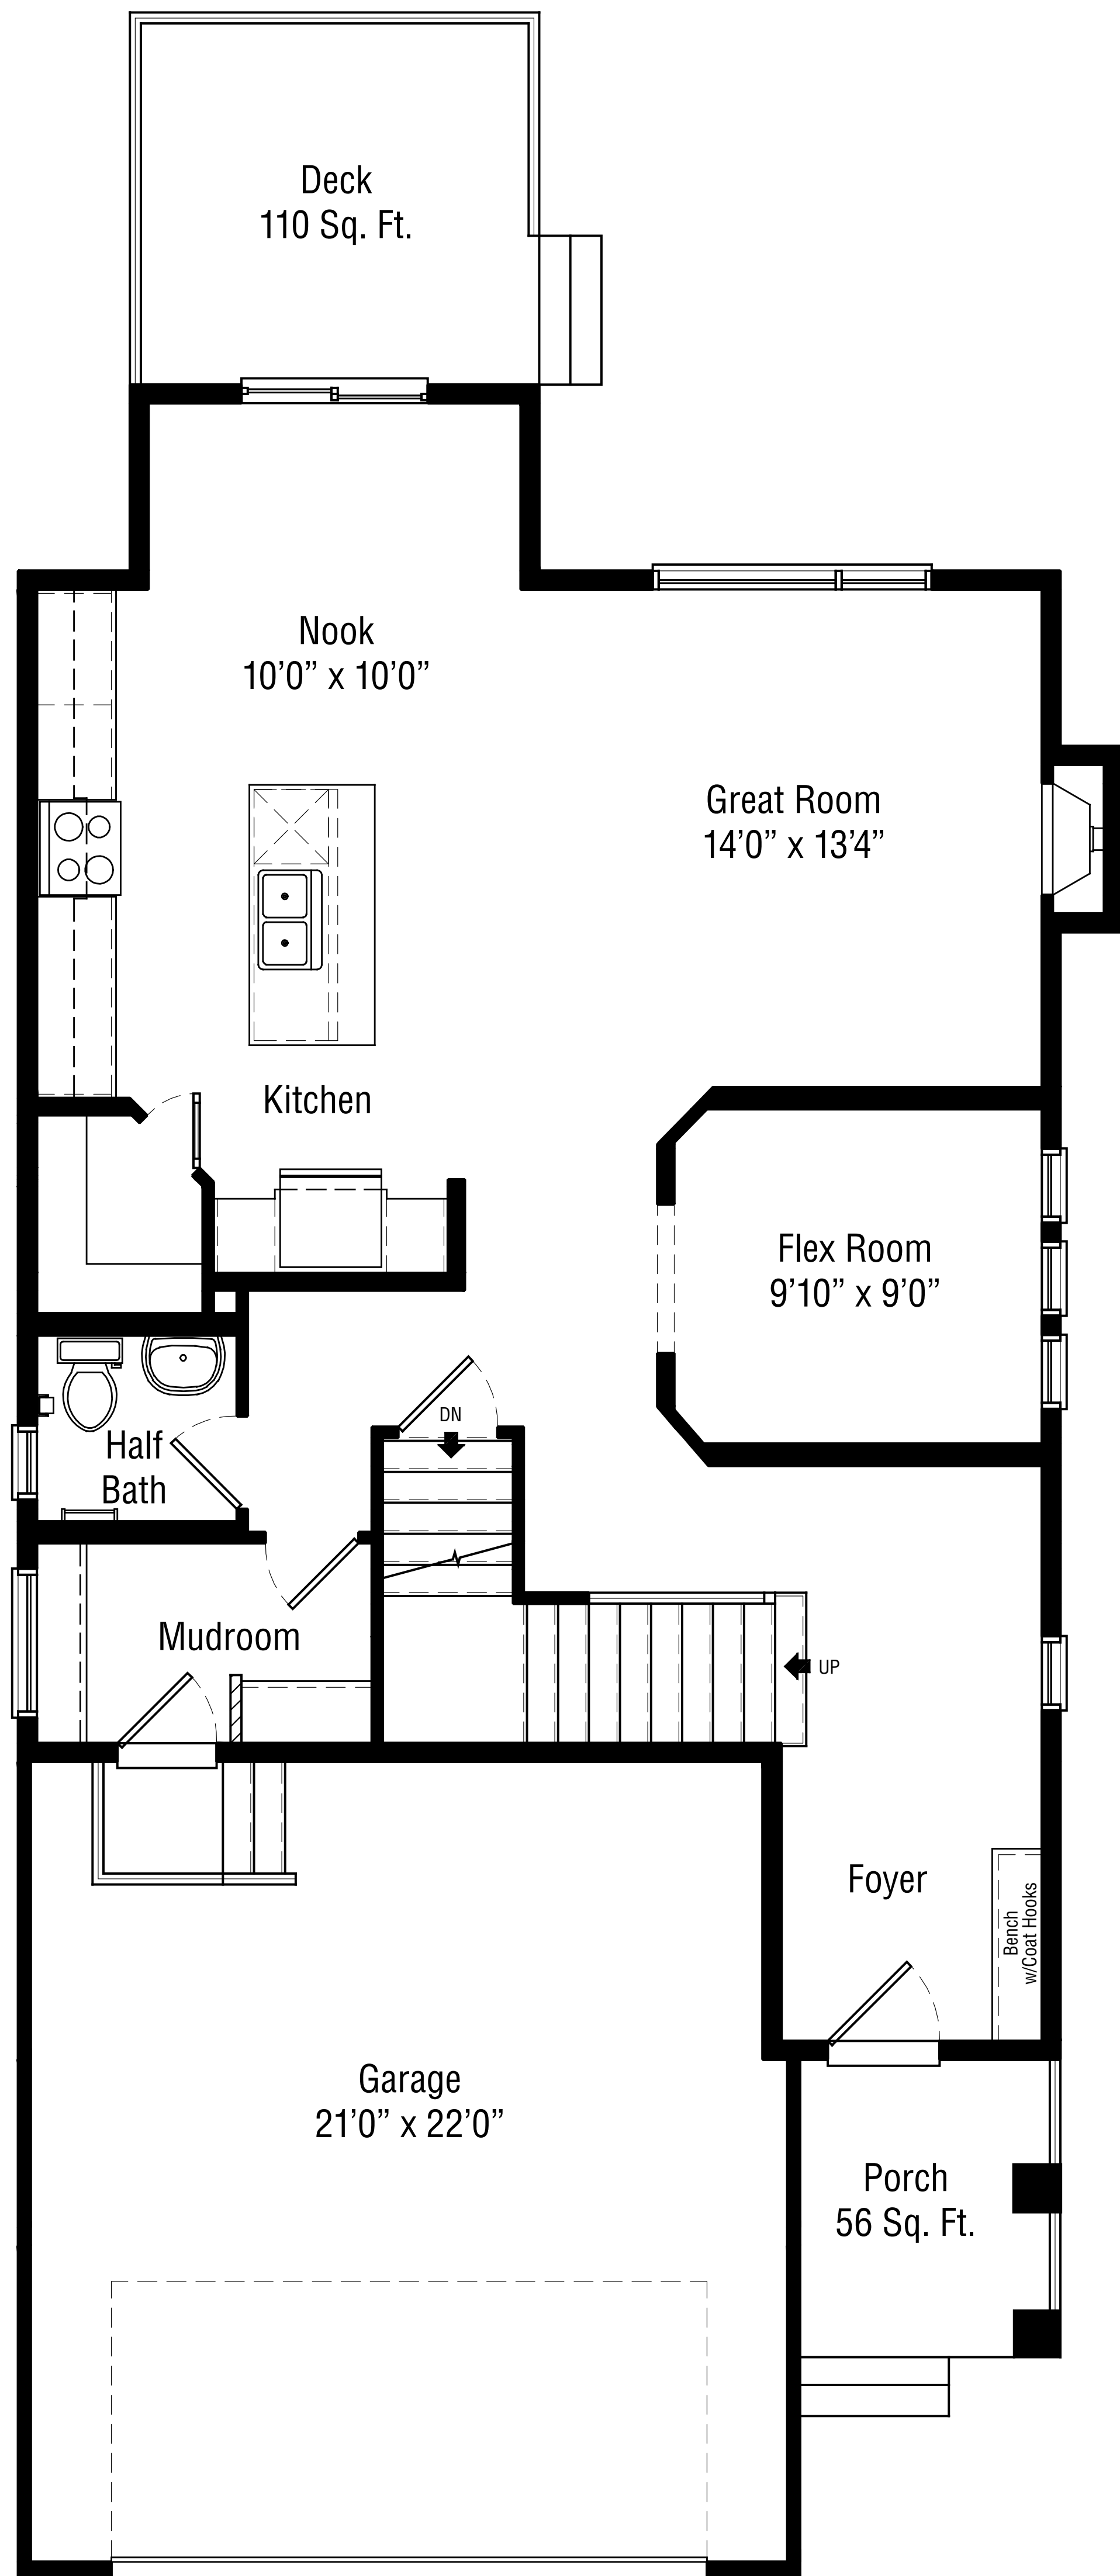 Deck
110 Sq. Ft.
Nook
10’0” x 10’0”
Great Room
14’0” x 13’4”
Kitchen
Flex Room
9’10” x 9’0”
DN
Half
Bath
Mudroom
UP
Foyer
Bench
w/Coat Hooks
Garage
21’0” x 22’0”
Porch
56 Sq. Ft.